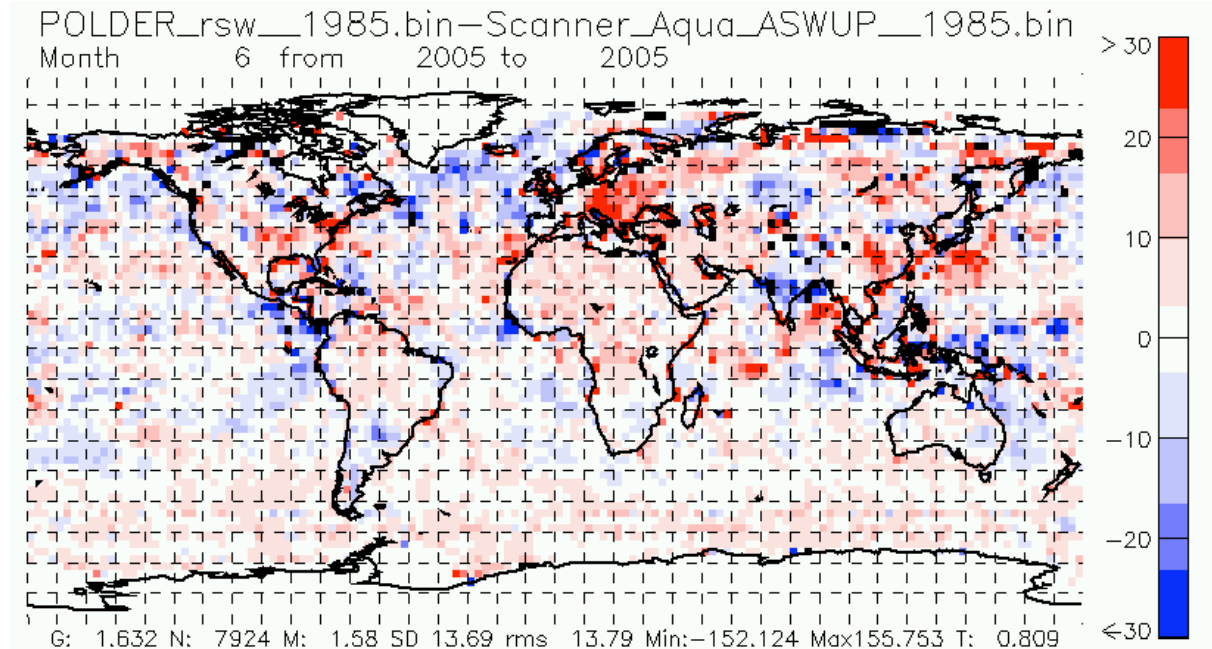 POLDER_rsw__1985.bin-Scanner_Aqua_ASWUP__1985.bin
Month 6 from 2005 to 2005
> 30
20
10
0
-10
-20
<-30
G: 1.632 N: 7924 M: 1.58 SD 13.69 rms 13.79 Min:-152.124 Max155.753 T: 0.809